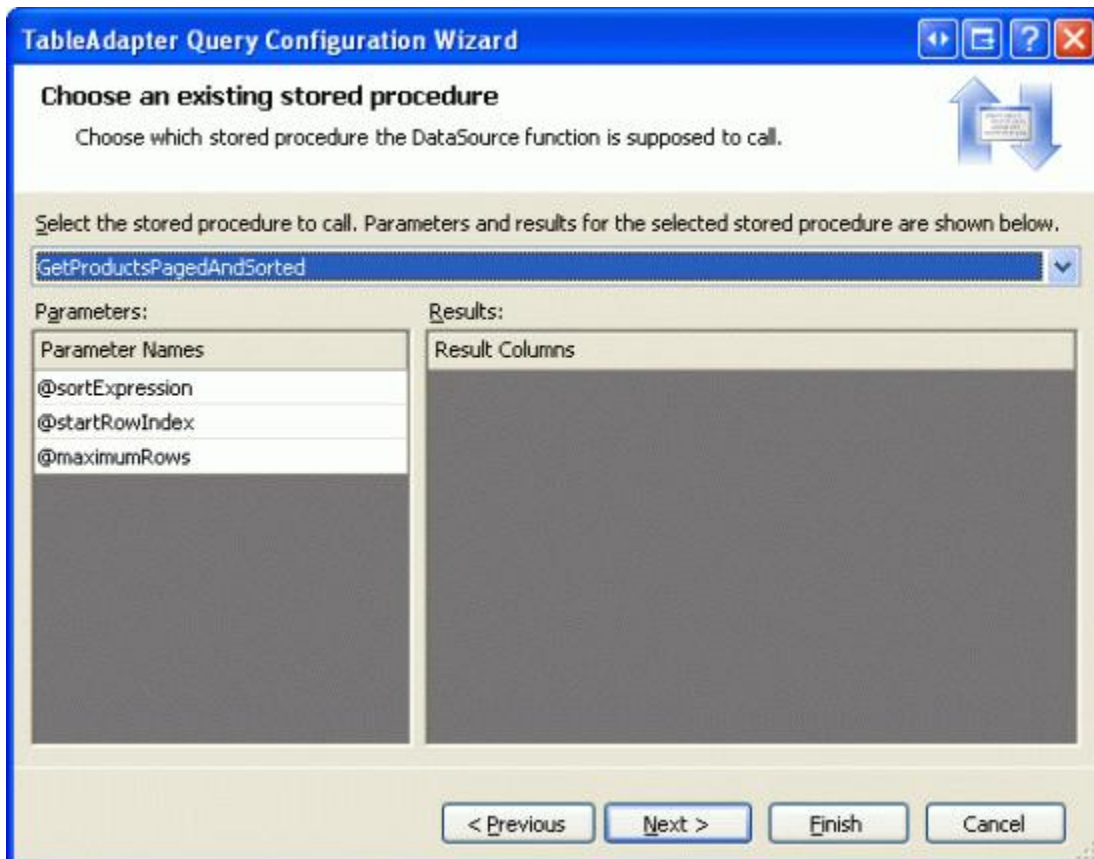 TableAdapter Query Configuration Wizard
Choose an existing stored procedure
Choose which stored procedure the DataSource function is supposed to call.
Select the stored procedure to call. Parameters and results for the selected stored procedure are shown below.
GetProductsPagedAndSorted
Parameters:
Results:
Parameter Names
Result Columns
@sortExpression
@startRowIndex
@maximumRows
< Previous
Next >
Finish
Cancel